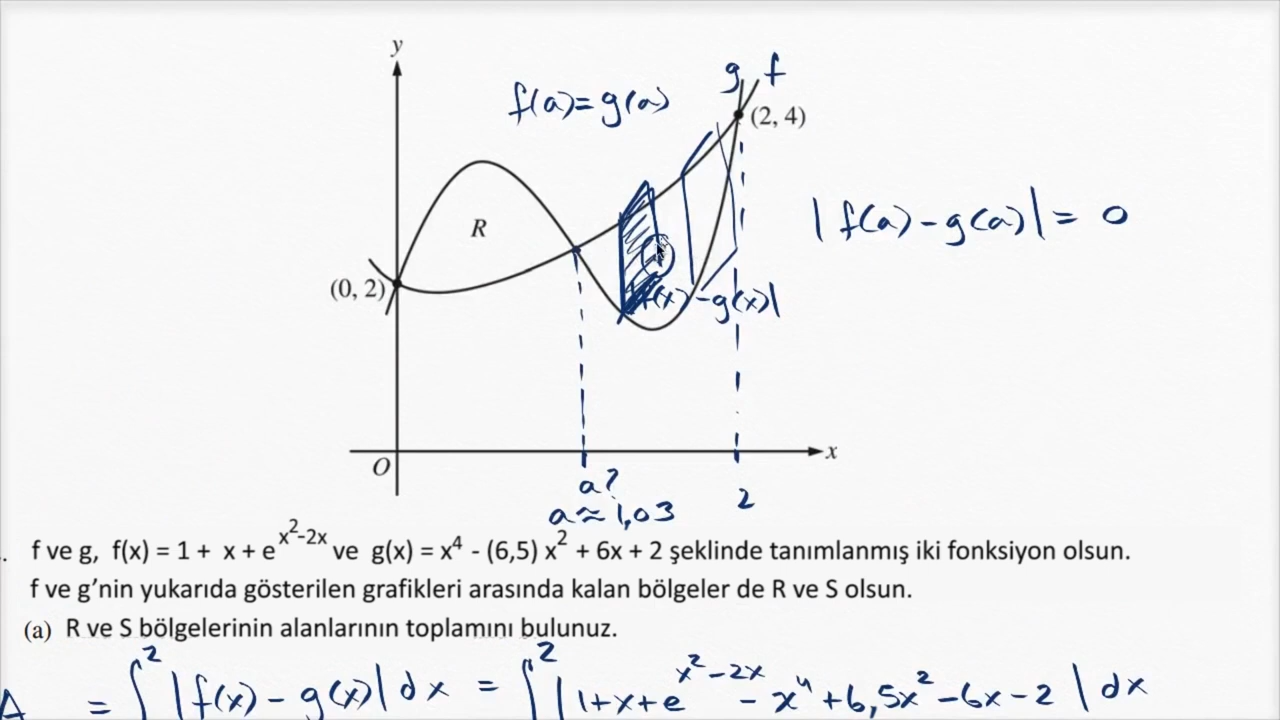 y
g f
f(a)=g(a)
(2, 4)
R
|f(a)-g(a)|= 0
(0, 2)
f(x)-g(x)|
x
O
a?
2
a≈1,03
. f ve g, f(x) = 1 + x + e^{x²-2x} ve g(x) = x⁴ - (6,5) x² + 6x + 2 şeklinde tanımlanmış iki fonksiyon olsun.
f ve g’nin yukarıda gösterilen grafikleri arasında kalan bölgeler de R ve S olsun.
(a) R ve S bölgelerinin alanlarının toplamını bulunuz.
A = ∫² |f(x)-g(x)|dx = ∫² |1+x+e^{x²-2x} - x⁴+6,5x²-6x-2| dx